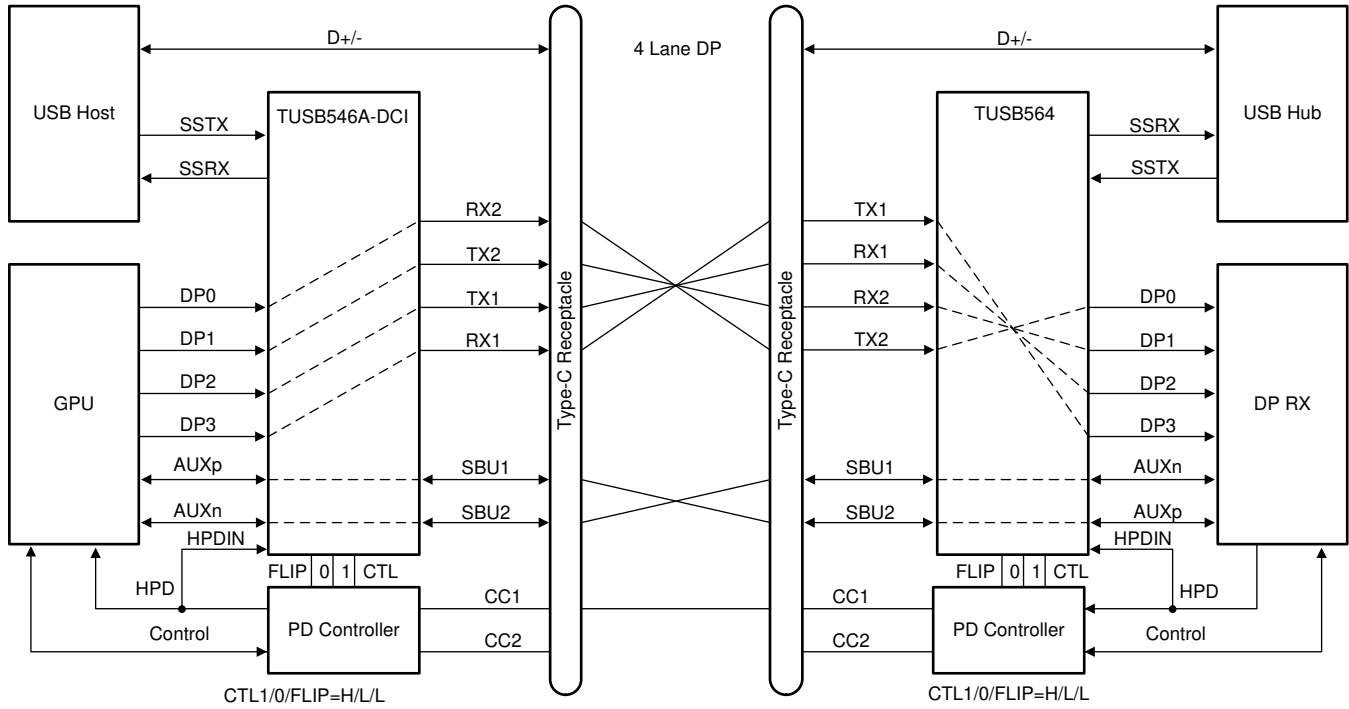 D+/-
4 Lane DP
D+/-
USB Host
TUSB546A-DCI
TUSB564
USB Hub
SSTX
SSRX
SSRX
SSTX
RX2
TX1
TX2
RX1
DP0
TX1
RX2
DP0
DP1
RX1
TX2
DP1
DP2
DP2
GPU
Type-C Receptacle
Type-C Receptacle
DP RX
DP3
DP3
AUXp
SBU1
SBU1
AUXn
AUXn
SBU2
SBU2
AUXp
HPDIN
HPDIN
FLIP 0 1 CTL
FLIP 0 1 CTL
HPD
CC1
CC1
HPD
Control
PD Controller
CC2
CC2
PD Controller
Control
CTL1/0/FLIP=H/L/L
CTL1/0/FLIP=H/L/L